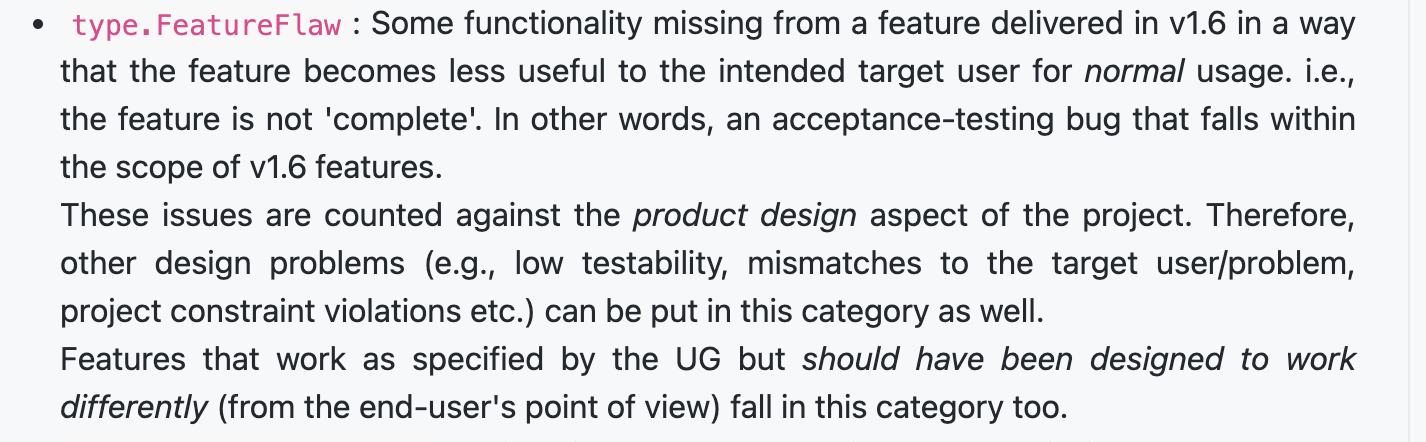 • type.FeatureFlaw : Some functionality missing from a feature delivered in v1.6 in a way
that the feature becomes less useful to the intended target user for normal usage. i.e.,
the feature is not 'complete'. In other words, an acceptance-testing bug that falls within
the scope of v1.6 features.
These issues are counted against the product design aspect of the project. Therefore,
other design problems (e.g., low testability, mismatches to the target user/problem,
project constraint violations etc.) can be put in this category as well.
Features that work as specified by the UG but should have been designed to work
differently (from the end-user's point of view) fall in this category too.